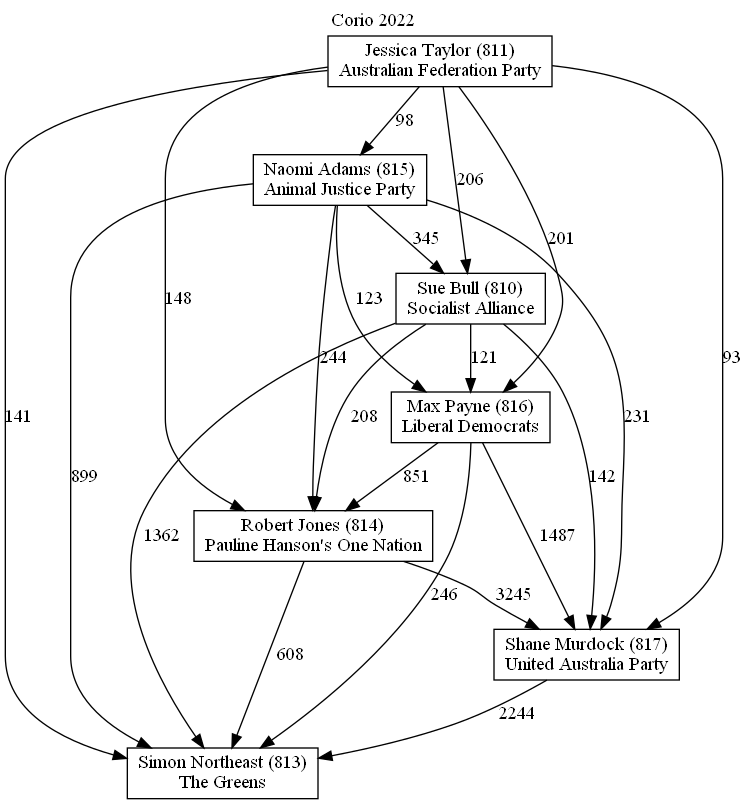 Corio 2022
Jessica Taylor (811)
Australian Federation Party
98
Naomi Adams (815)
Animal Justice Party
206
345
201
Sue Bull (810)
Socialist Alliance
148
123
244
121
93
Max Payne (816)
Liberal Democrats
141
208
231
899
851
142
Robert Jones (814)
Pauline Hanson's One Nation
1362
1487
246
3245
608
Shane Murdock (817)
United Australia Party
2244
Simon Northeast (813)
The Greens